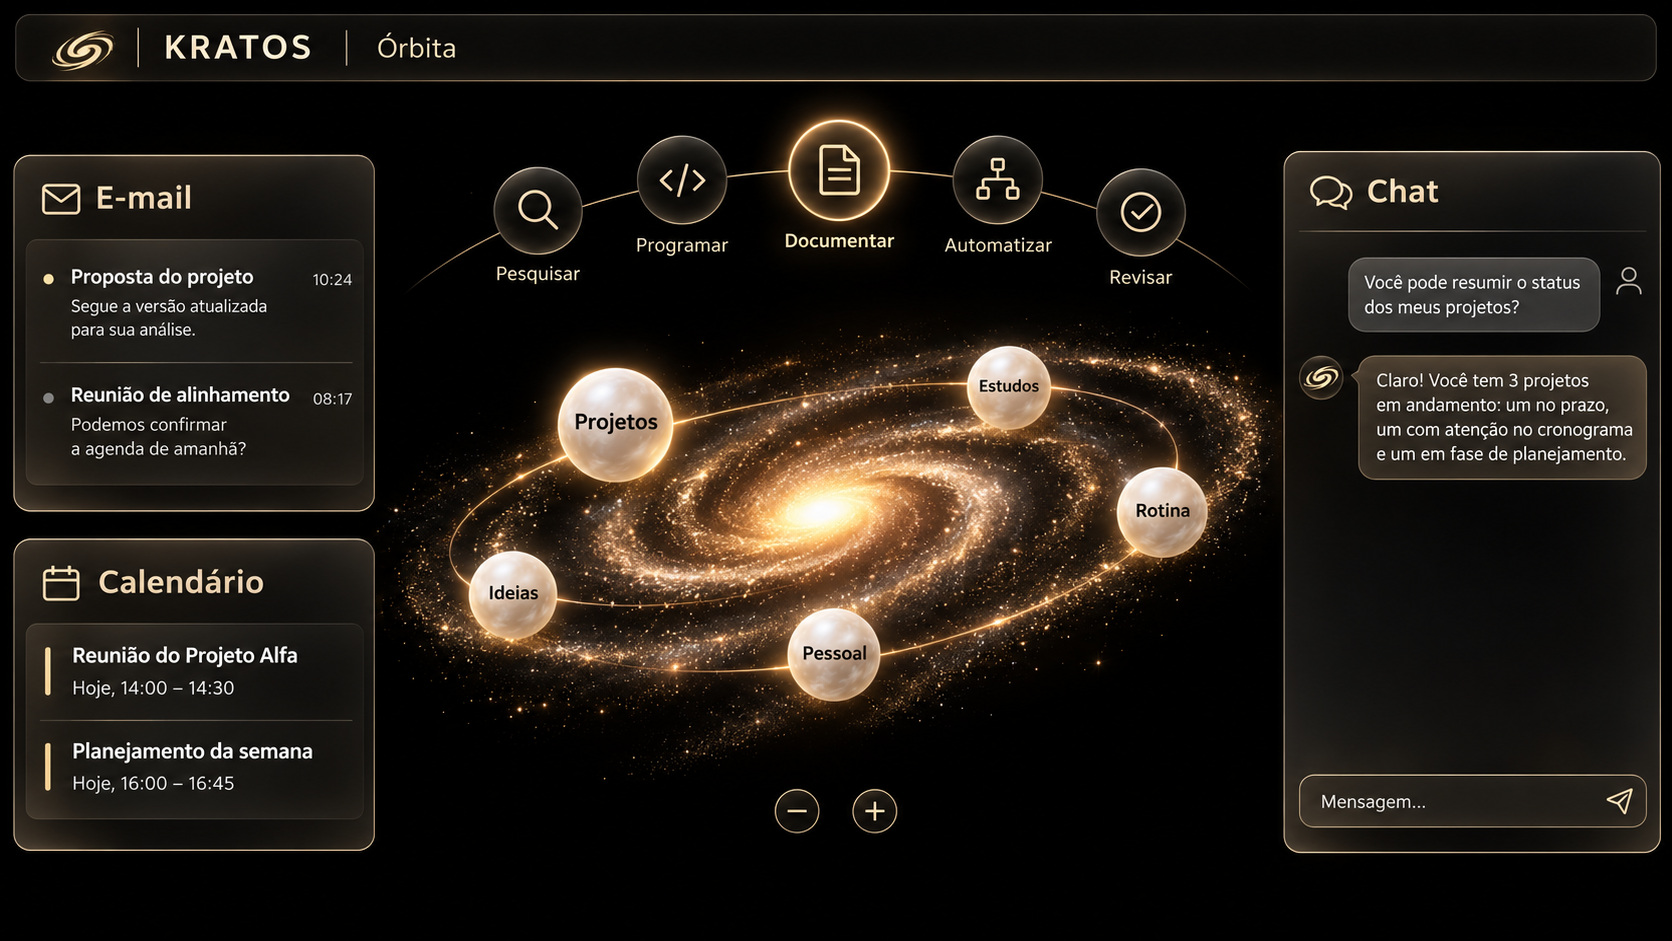 KRATOS
Órbita
E-mail
Proposta do projeto
10:24
Segue a versão atualizada
para sua análise.
Reunião de alinhamento
08:17
Podemos confirmar
a agenda de amanhã?
Calendário
Reunião do Projeto Alfa
Hoje, 14:00 – 14:30
Planejamento da semana
Hoje, 16:00 – 16:45
Pesquisar
Programar
Documentar
Automatizar
Revisar
Projetos
Estudos
Rotina
Ideias
Pessoal
Chat
Você pode resumir o status
dos meus projetos?
Claro! Você tem 3 projetos
em andamento: um no prazo,
um com atenção no cronograma
e um em fase de planejamento.
Mensagem...